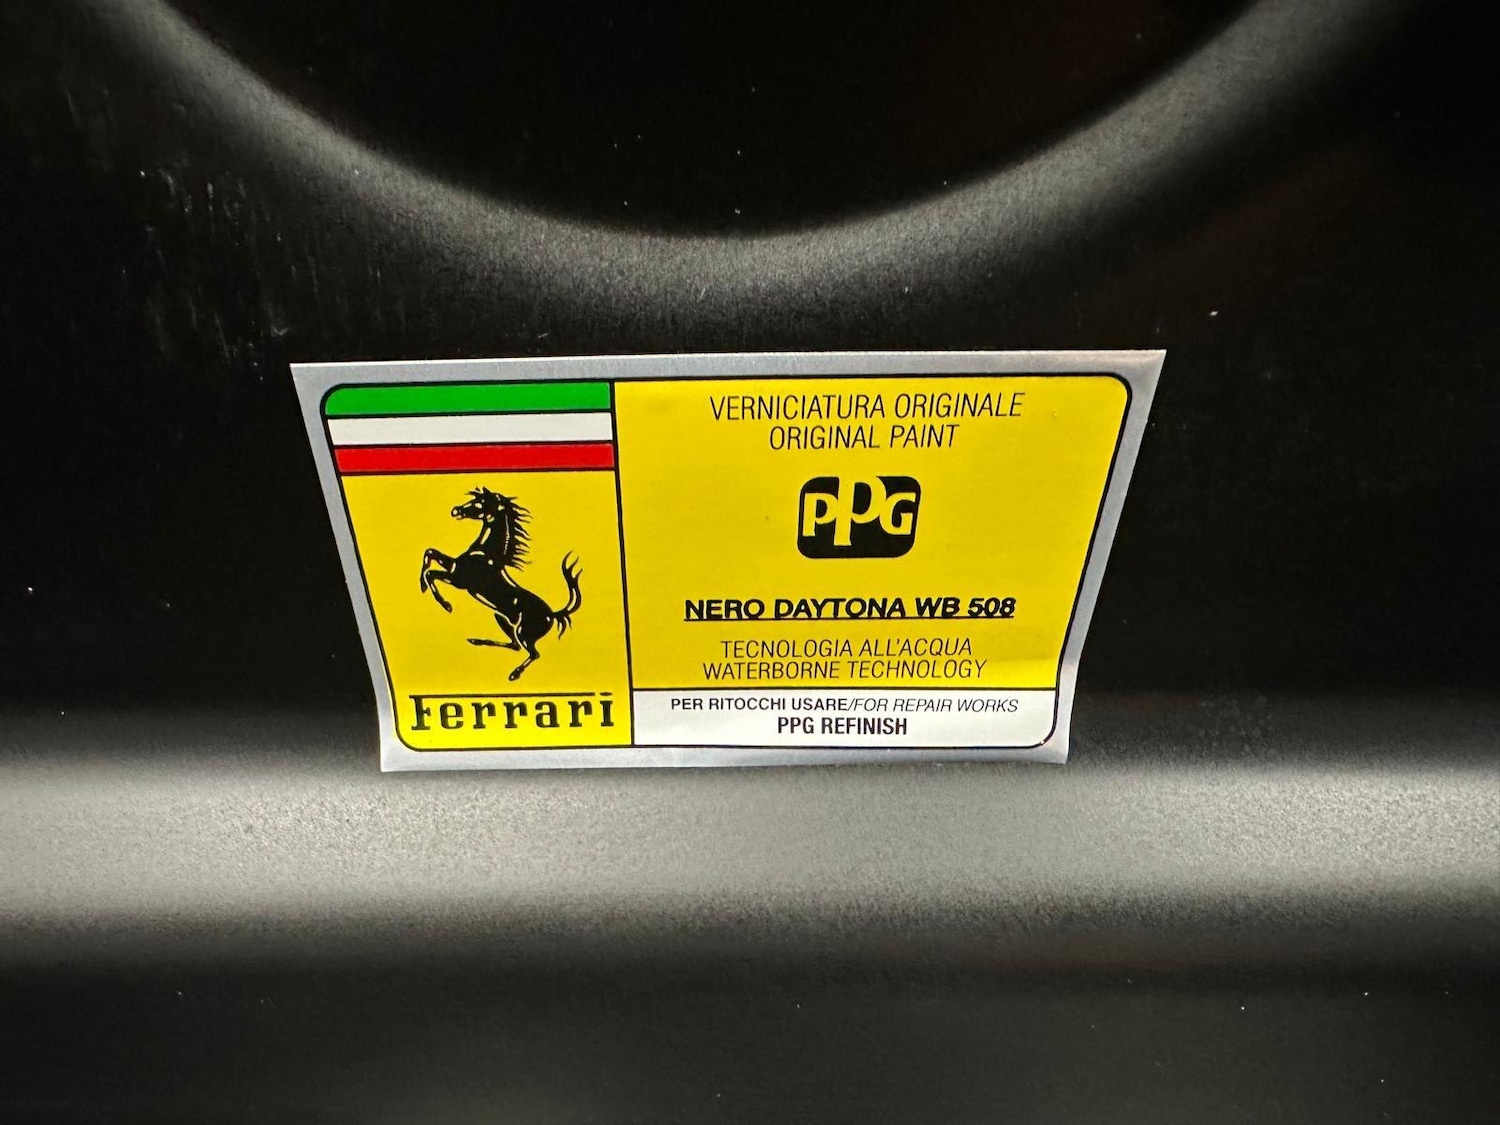 VERNICIATURA ORIGINALE
ORIGINAL PAINT
PPG
NERO DAYTONA WB 508
TECNOLOGIA ALL'ACQUA
WATERBORNE TECHNOLOGY
PER RITOCCHI USARE/FOR REPAIR WORKS
PPG REFINISH
Ferrari